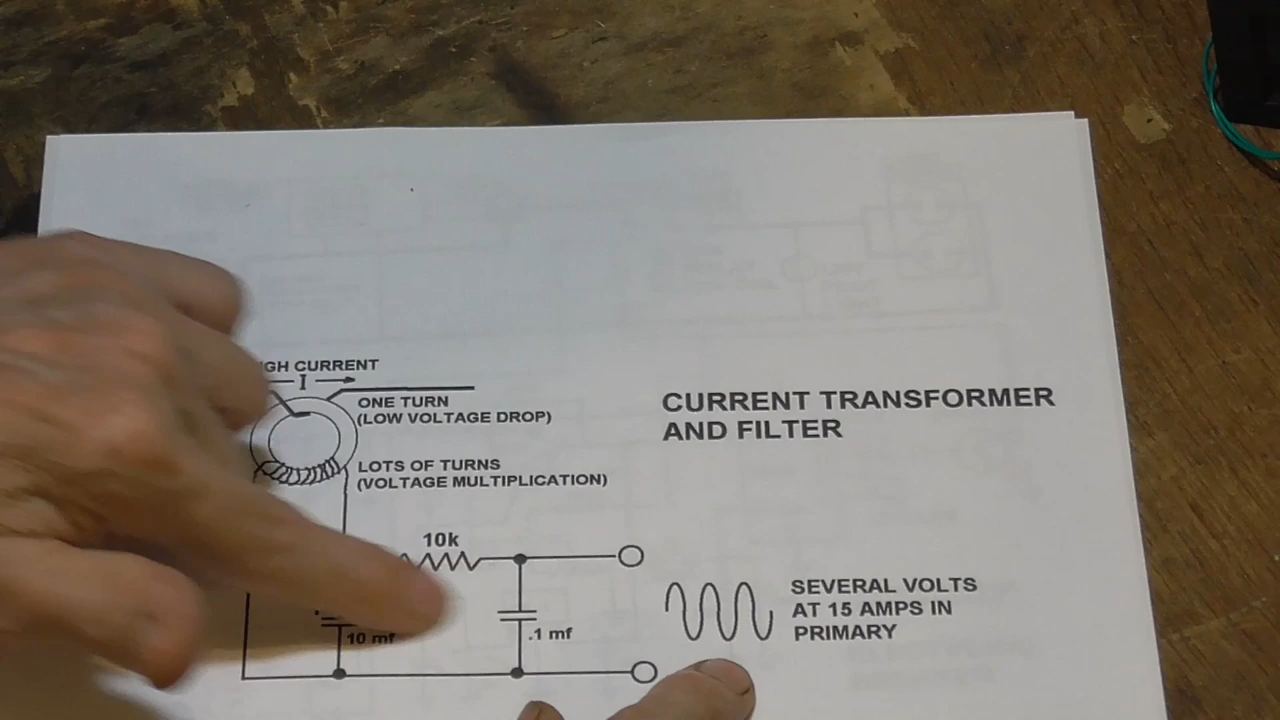 GH CURRENT
I
ONE TURN
(LOW VOLTAGE DROP)
CURRENT TRANSFORMER
AND FILTER
LOTS OF TURNS
(VOLTAGE MULTIPLICATION)
10k
SEVERAL VOLTS
AT 15 AMPS IN
PRIMARY
10 mf
.1 mf